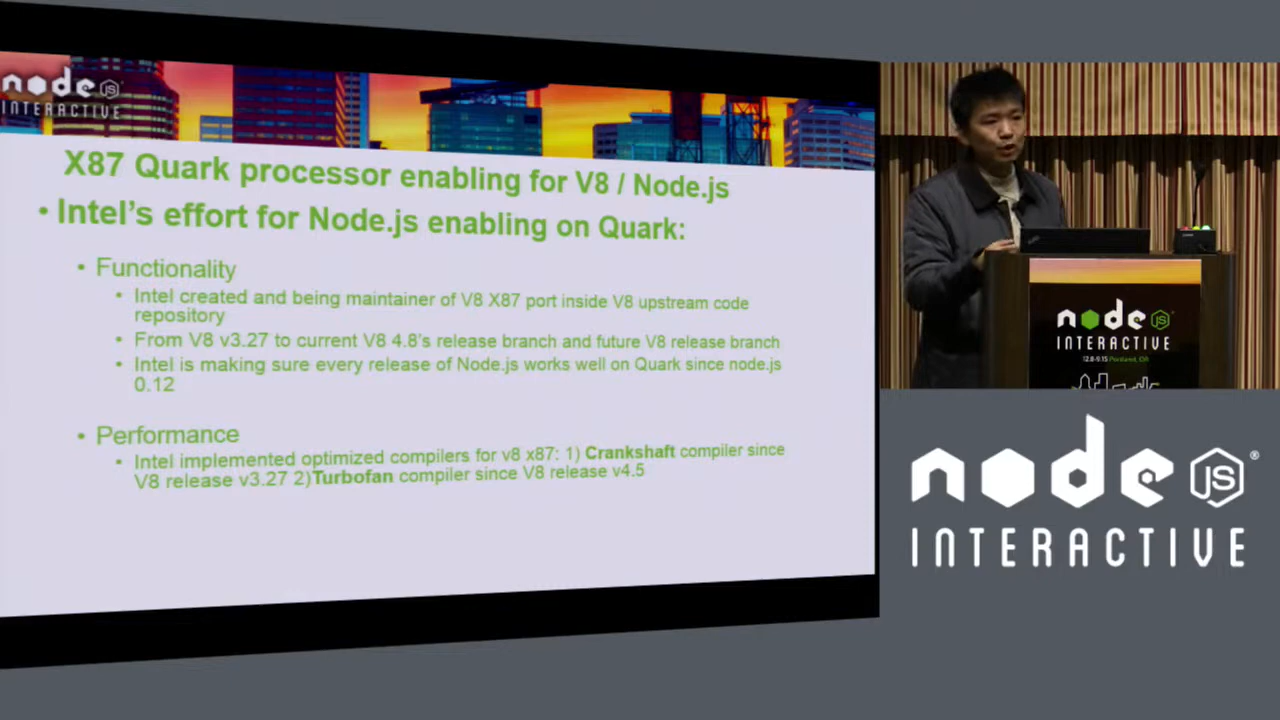 node JS
INTERACTIVE
X87 Quark processor enabling for V8 / Node.js
• Intel's effort for Node.js enabling on Quark:
• Functionality
• Intel created and being maintainer of V8 X87 port inside V8 upstream code
repository
• From V8 v3.27 to current V8 4.8's release branch and future V8 release branch
• Intel is making sure every release of Node.js works well on Quark since node.js
0.12
• Performance
• Intel implemented optimized compilers for v8 x87: 1) Crankshaft compiler since
V8 release v3.27 2)Turbofan compiler since V8 release v4.5
node JS
INTERACTIVE
node JS ®
INTERACTIVE